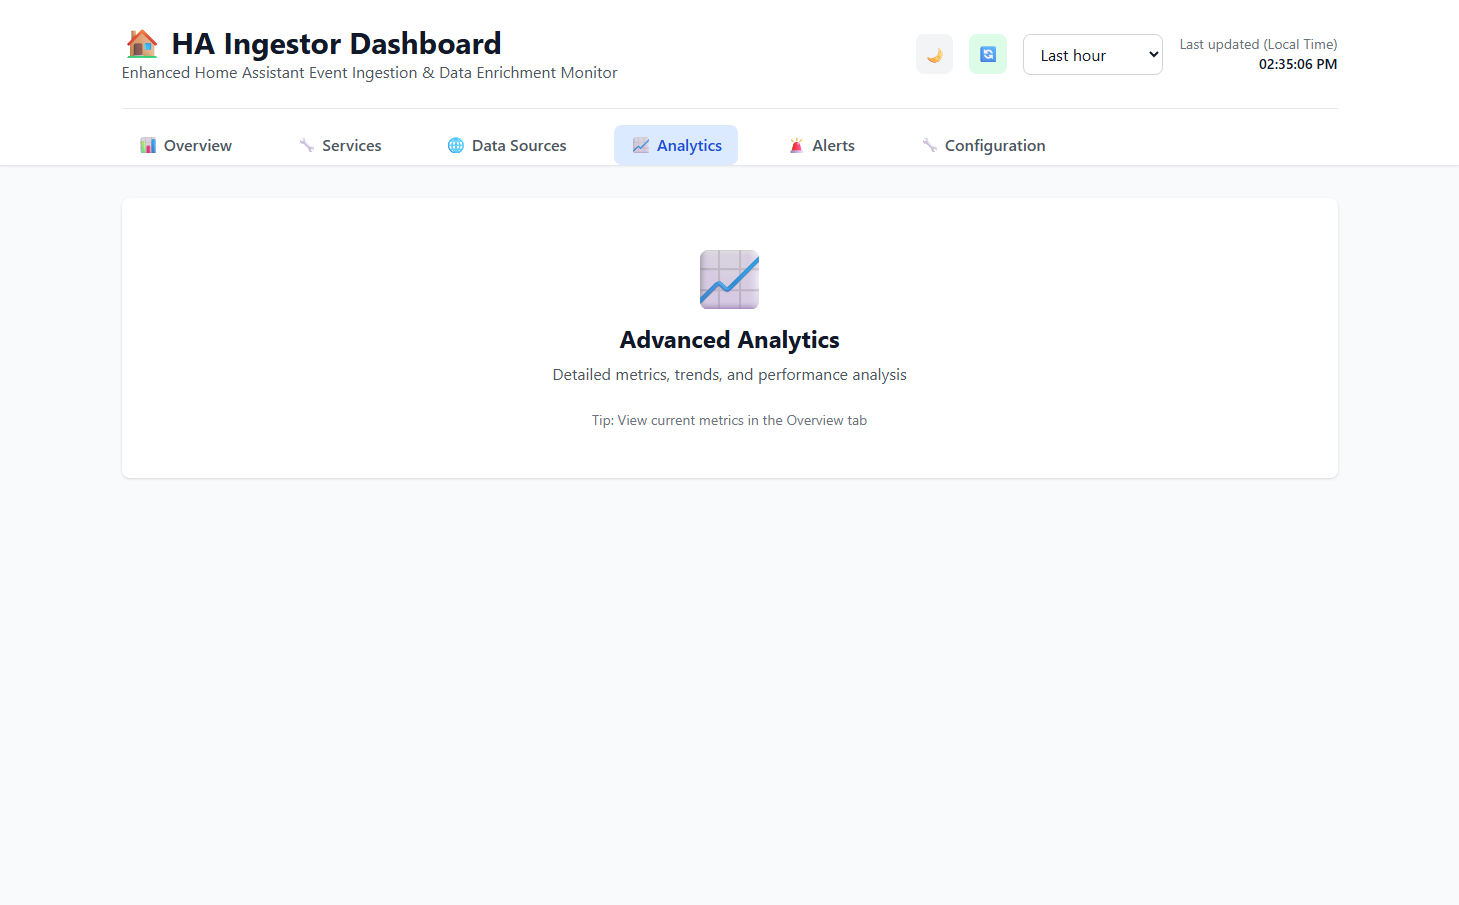 HA Ingestor Dashboard
Enhanced Home Assistant Event Ingestion & Data Enrichment Monitor
Last hour
Last updated (Local Time)
02:35:06 PM
Overview
Services
Data Sources
Analytics
Alerts
Configuration
Advanced Analytics
Detailed metrics, trends, and performance analysis
Tip: View current metrics in the Overview tab